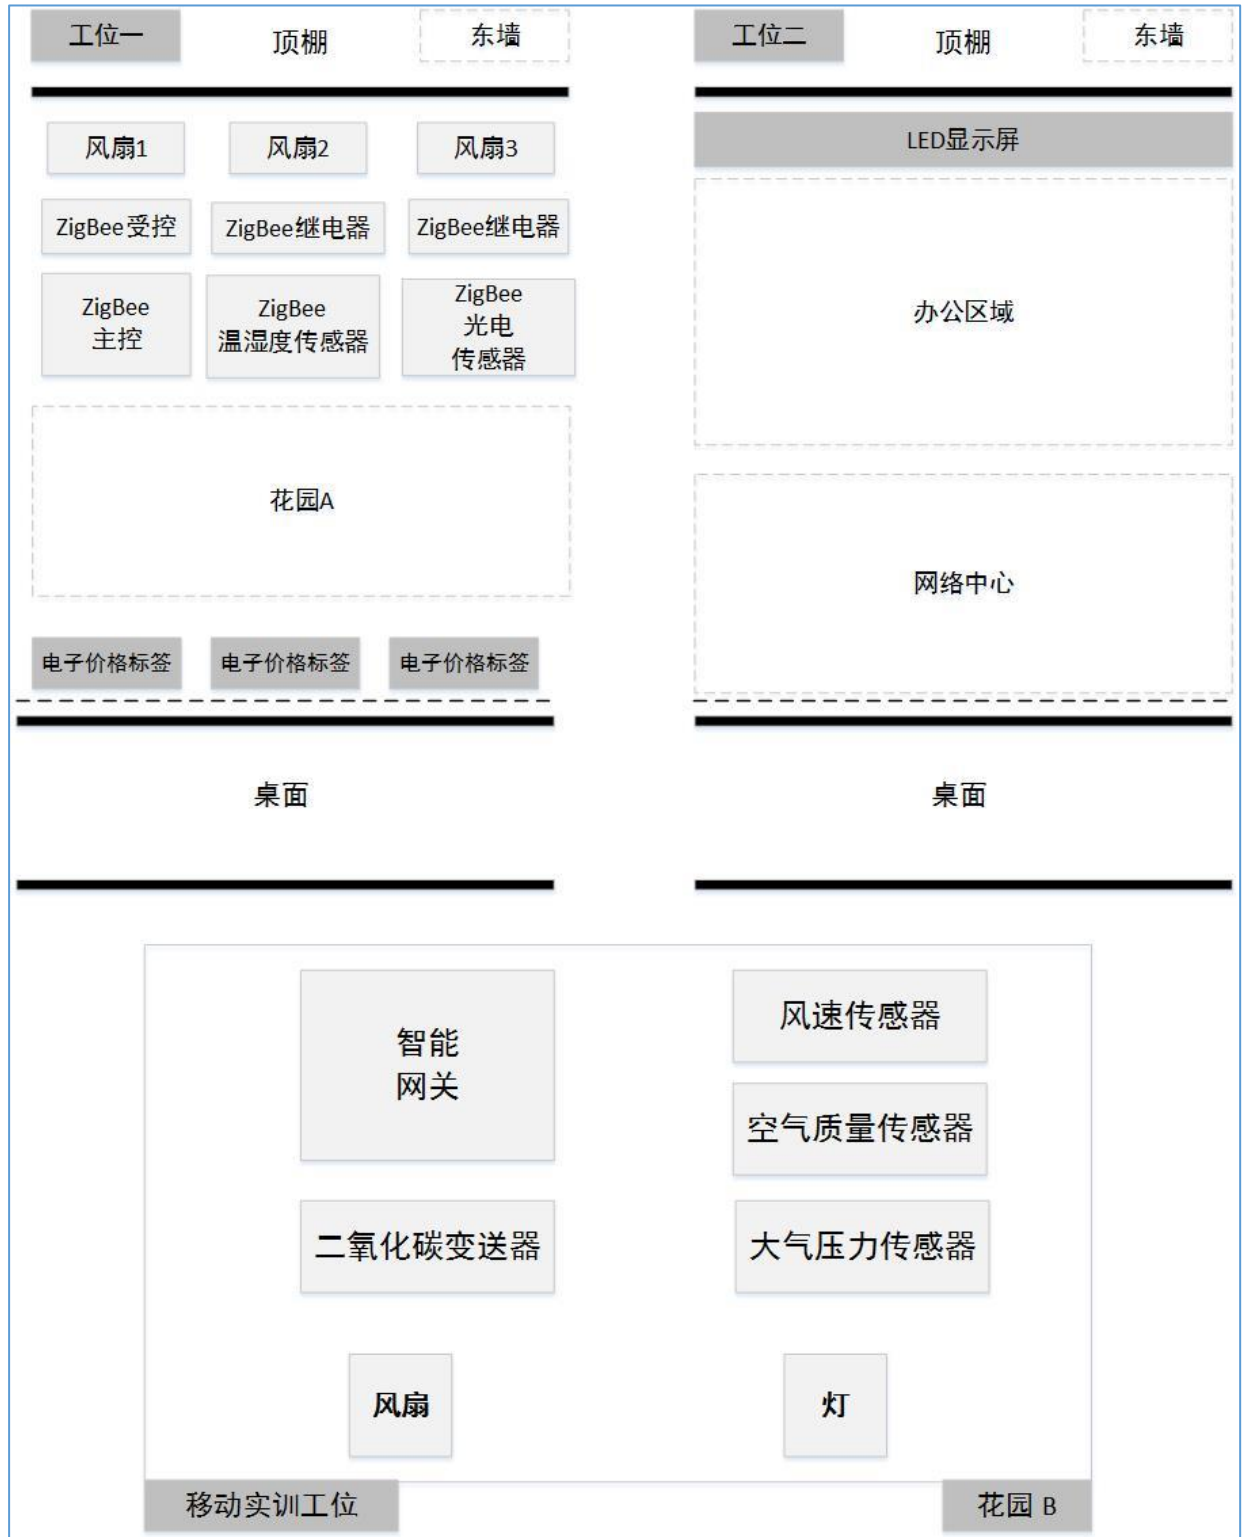 工位一
顶棚
东墙
风扇1
风扇2
风扇3
ZigBee受控
ZigBee继电器
ZigBee继电器
ZigBee
主控
ZigBee
温湿度传感器
ZigBee
光电
传感器
花园A
电子价格标签
电子价格标签
电子价格标签
桌面
工位二
顶棚
东墙
LED显示屏
办公区域
网络中心
桌面
智能
网关
二氧化碳变送器
风扇
风速传感器
空气质量传感器
大气压力传感器
灯
移动实训工位
花园 B